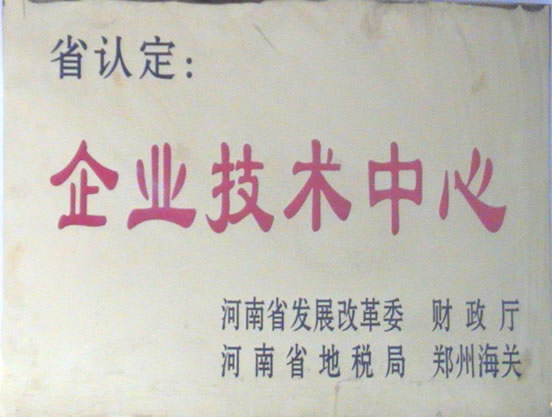 省认定：
企业技术中心
河南省发展改革委 财政厅
河南省地税局 郑州海关